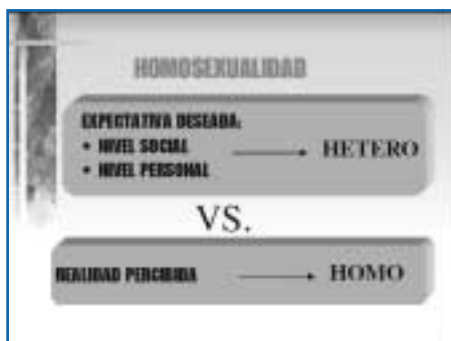 HOMOSEXUALIDAD
EXPECTATIVA DESEADA:
• NIVEL SOCIAL
• NIVEL PERSONAL
HETERO
VS.
REALIDAD PERCIBIDA
HOMO